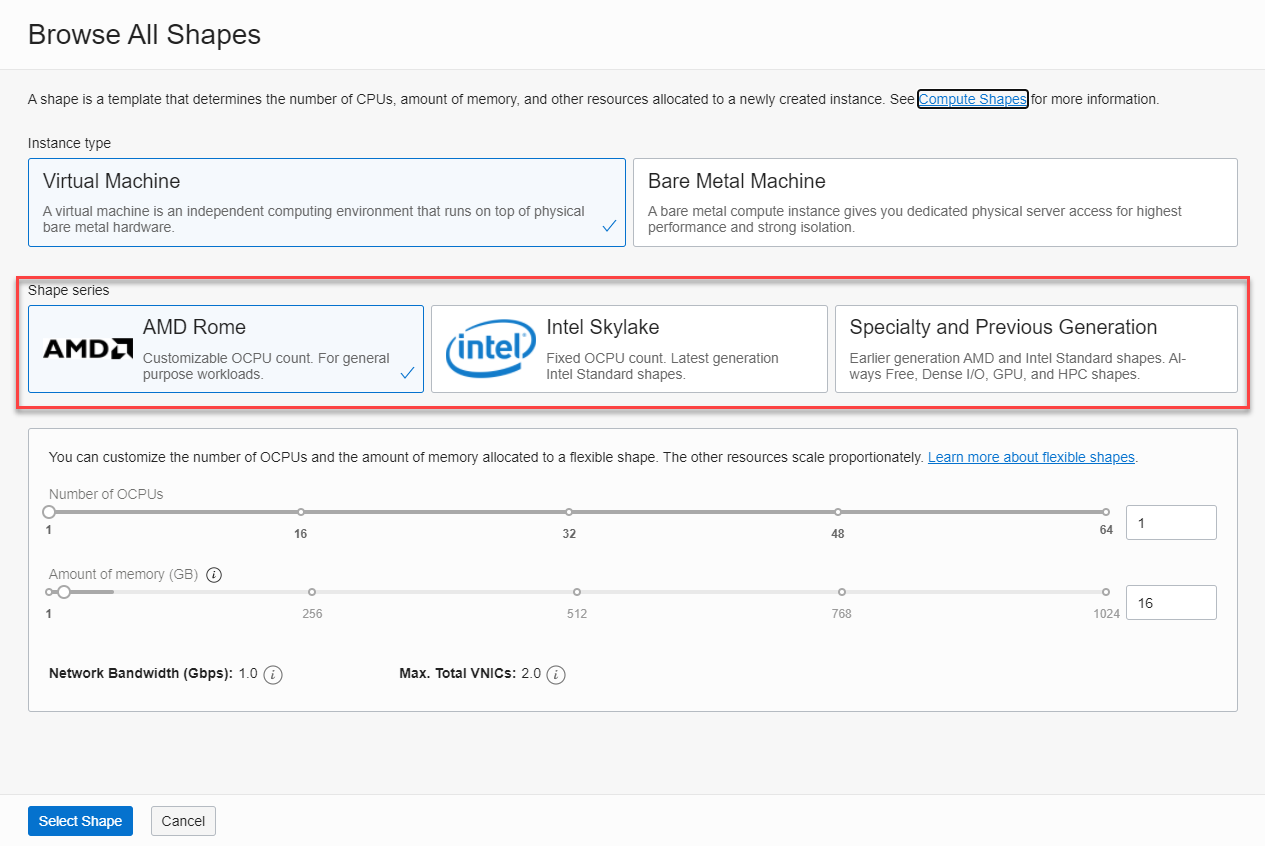 Browse All Shapes
A shape is a template that determines the number of CPUs, amount of memory, and other resources allocated to a newly created instance. See Compute Shapes for more information.
Instance type
Virtual Machine
A virtual machine is an independent computing environment that runs on top of physical
bare metal hardware.
Bare Metal Machine
A bare metal compute instance gives you dedicated physical server access for highest
performance and strong isolation.
Shape series
AMD
AMD Rome
Customizable OCPU count. For general
purpose workloads.
intel
Intel Skylake
Fixed OCPU count. Latest generation
Intel Standard shapes.
Specialty and Previous Generation
Earlier generation AMD and Intel Standard shapes. Al-
ways Free, Dense I/O, GPU, and HPC shapes.
You can customize the number of OCPUs and the amount of memory allocated to a flexible shape. The other resources scale proportionately. Learn more about flexible shapes.
Number of OCPUs
1 16 32 48 64
1
Amount of memory (GB) i
1 256 512 768 1024
16
Network Bandwidth (Gbps): 1.0 i Max. Total VNICs: 2.0 i
Select Shape Cancel